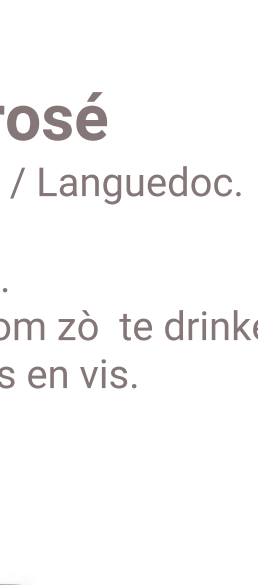 rosé
/ Languedoc.
.
om zò te drinke
s en vis.